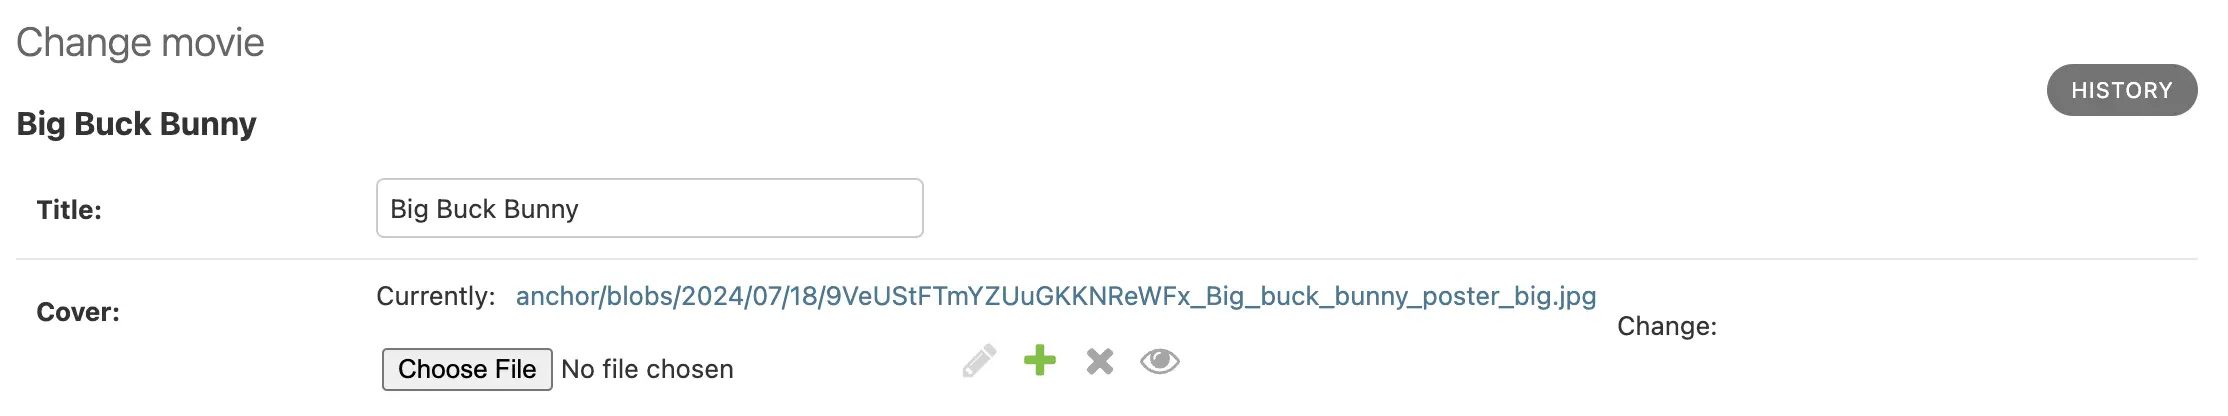 Change movie
HISTORY
Big Buck Bunny
Title:
Big Buck Bunny
Cover:
Currently: anchor/blobs/2024/07/18/9VeUStFTmYZUuGKKNReWFx_Big_buck_bunny_poster_big.jpg
Change:
Choose File No file chosen